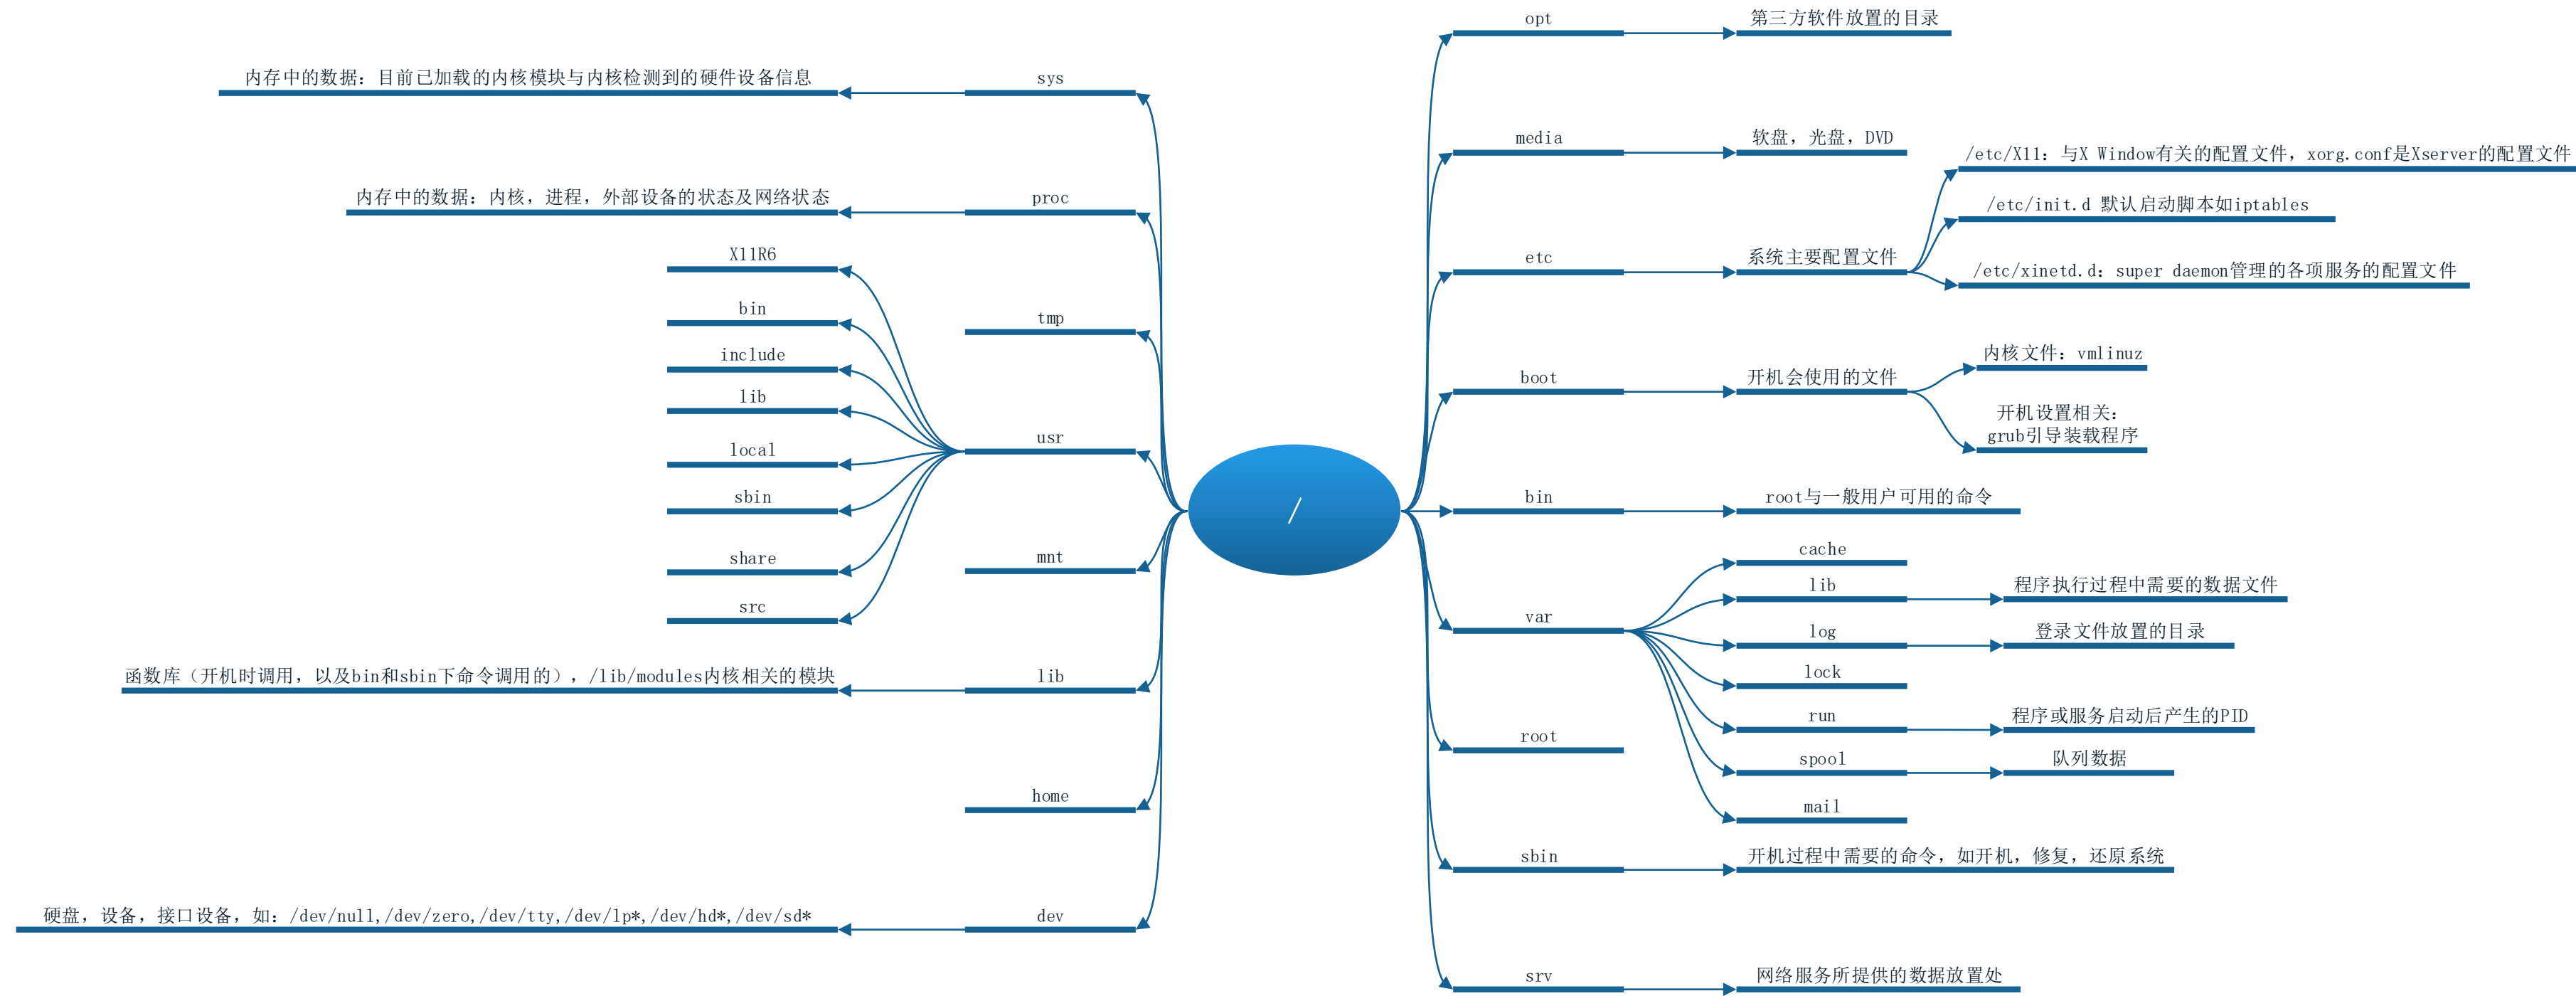 /
sys
内存中的数据：目前已加载的内核模块与内核检测到的硬件设备信息
proc
内存中的数据：内核，进程，外部设备的状态及网络状态
tmp
usr
X11R6
bin
include
lib
local
sbin
share
src
mnt
lib
函数库（开机时调用，以及bin和sbin下命令调用的），/lib/modules内核相关的模块
home
dev
硬盘，设备，接口设备，如：/dev/null,/dev/zero,/dev/tty,/dev/lp*,/dev/hd*,/dev/sd*
opt
第三方软件放置的目录
media
软盘，光盘，DVD
etc
系统主要配置文件
/etc/X11：与X Window有关的配置文件，xorg.conf是Xserver的配置文件
/etc/init.d 默认启动脚本如iptables
/etc/xinetd.d：super daemon管理的各项服务的配置文件
boot
开机会使用的文件
内核文件：vmlinuz
开机设置相关：
grub引导装载程序
bin
root与一般用户可用的命令
var
cache
lib
程序执行过程中需要的数据文件
log
登录文件放置的目录
lock
run
程序或服务启动后产生的PID
spool
队列数据
mail
root
sbin
开机过程中需要的命令，如开机，修复，还原系统
srv
网络服务所提供的数据放置处